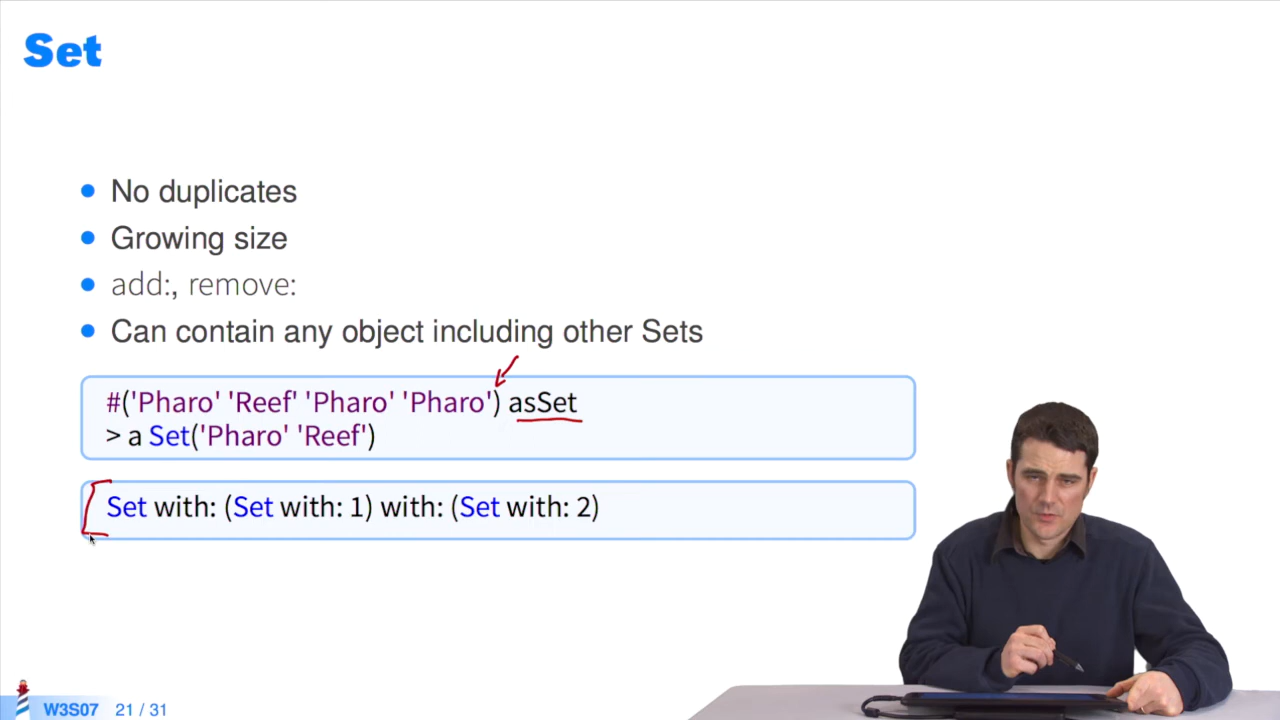 Set
No duplicates
Growing size
add:, remove:
Can contain any object including other Sets
#('Pharo' 'Reef' 'Pharo' 'Pharo') asSet
> a Set('Pharo' 'Reef')
Set with: (Set with: 1) with: (Set with: 2)
W3S07 21 / 31